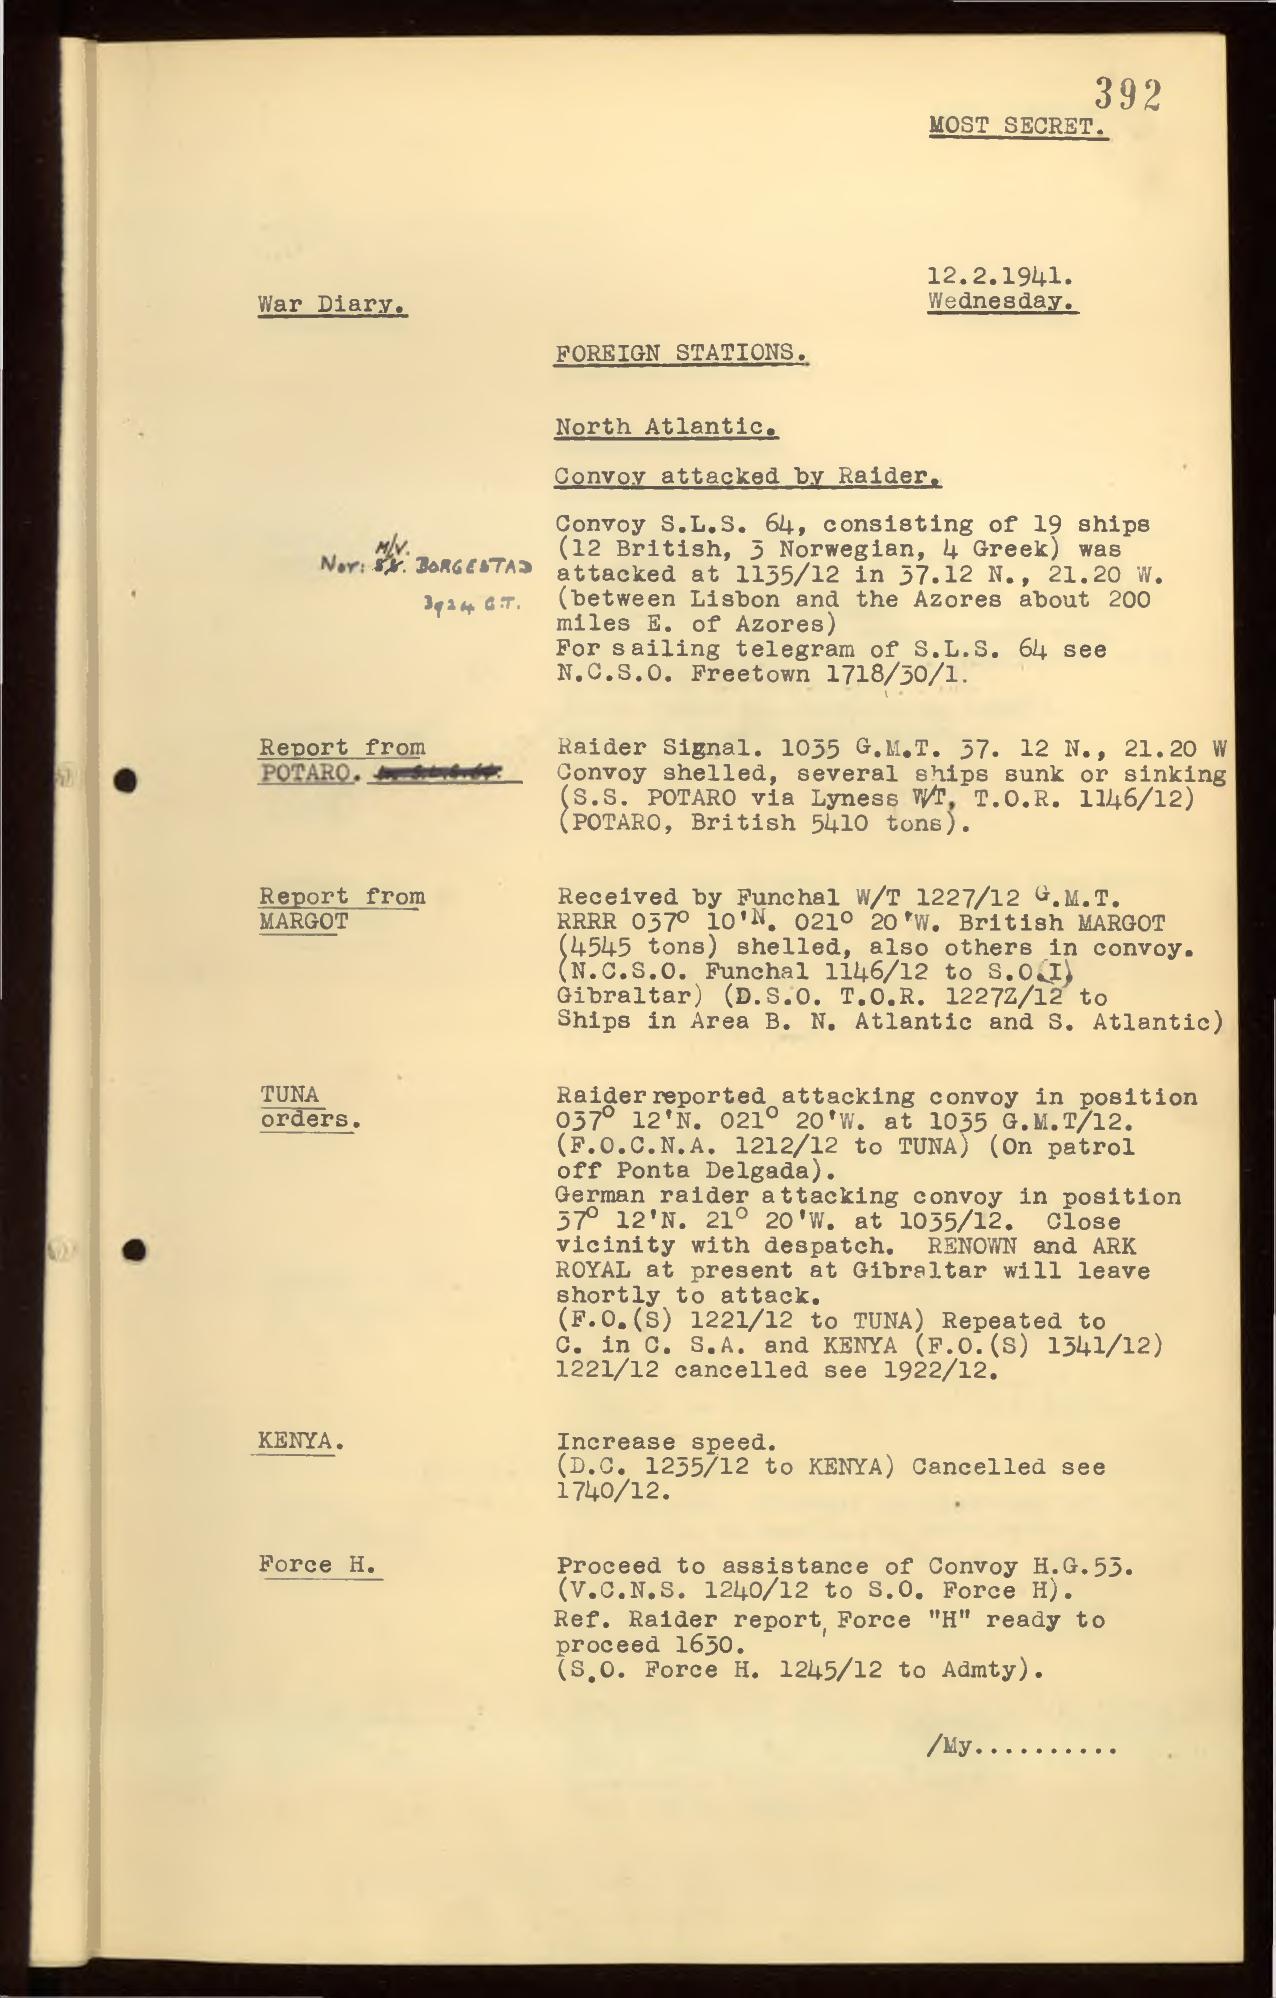 392
MOST SECRET.
12.2.1941.
War Diary.
Wednesday.
FOREIGN STATIONS.
North Atlantic.
Convoy attacked by Raider.
Nor: M/V. BORGESTAD
3924 G.T.
Convoy S.L.S. 64, consisting of 19 ships
(12 British, 3 Norwegian, 4 Greek) was
attacked at 1135/12 in 37.12 N., 21.20 W.
(between Lisbon and the Azores about 200
miles E. of Azores)
For sailing telegram of S.L.S. 64 see
N.C.S.O. Freetown 1718/30/1.
Report from
POTARO.
Raider Signal. 1035 G.M.T. 37. 12 N., 21.20 W
Convoy shelled, several ships sunk or sinking
(S.S. POTARO via Lyness W/T, T.O.R. 1146/12)
(POTARO, British 5410 tons).
Report from
MARGOT
Received by Funchal W/T 1227/12 G.M.T.
RRRR 037° 10'N. 021° 20'W. British MARGOT
(4545 tons) shelled, also others in convoy.
(N.C.S.O. Funchal 1146/12 to S.O.(I)
Gibraltar) (D.S.O. T.O.R. 1227Z/12 to
Ships in Area B. N. Atlantic and S. Atlantic)
TUNA
orders.
Raider reported attacking convoy in position
037° 12'N. 021° 20'W. at 1035 G.M.T/12.
(F.O.C.N.A. 1212/12 to TUNA) (On patrol
off Ponta Delgada).
German raider attacking convoy in position
37° 12'N. 21° 20'W. at 1035/12. Close
vicinity with despatch. RENOWN and ARK
ROYAL at present at Gibraltar will leave
shortly to attack.
(F.O.(S) 1221/12 to TUNA) Repeated to
C. in C. S.A. and KENYA (F.O.(S) 1341/12)
1221/12 cancelled see 1922/12.
KENYA.
Increase speed.
(D.C. 1235/12 to KENYA) Cancelled see
1740/12.
Force H.
Proceed to assistance of Convoy H.G.53.
(V.C.N.S. 1240/12 to S.O. Force H).
Ref. Raider report, Force "H" ready to
proceed 1630.
(S.O. Force H. 1245/12 to Admty).
/My..........